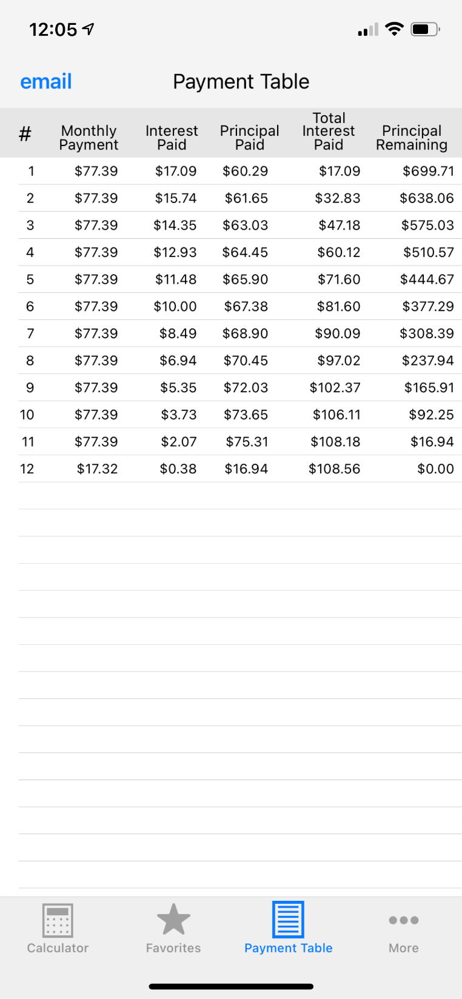 12:05
email Payment Table
# Monthly Payment Interest Paid Principal Paid Total Interest Paid Principal Remaining
1 $77.39 $17.09 $60.29 $17.09 $699.71
2 $77.39 $15.74 $61.65 $32.83 $638.06
3 $77.39 $14.35 $63.03 $47.18 $575.03
4 $77.39 $12.93 $64.45 $60.12 $510.57
5 $77.39 $11.48 $65.90 $71.60 $444.67
6 $77.39 $10.00 $67.38 $81.60 $377.29
7 $77.39 $8.49 $68.90 $90.09 $308.39
8 $77.39 $6.94 $70.45 $97.02 $237.94
9 $77.39 $5.35 $72.03 $102.37 $165.91
10 $77.39 $3.73 $73.65 $106.11 $92.25
11 $77.39 $2.07 $75.31 $108.18 $16.94
12 $17.32 $0.38 $16.94 $108.56 $0.00
Calculator Favorites Payment Table More